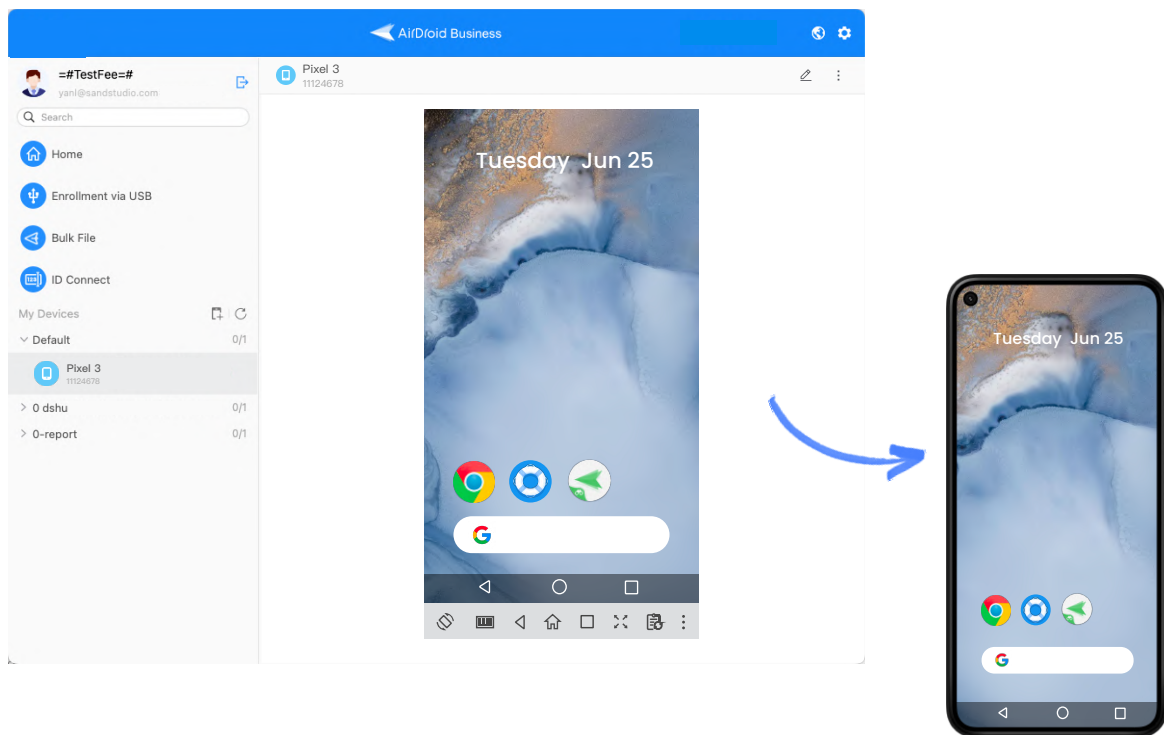 AirDroid Business
=#TestFee=#
yanl@sandstudio.com
Search
Home
Enrollment via USB
Bulk File
ID Connect
My Devices
Default 0/1
Pixel 3
11124678
0 dshu 0/1
0-report 0/1
Pixel 3
11124678
Tuesday Jun 25
Tuesday Jun 25